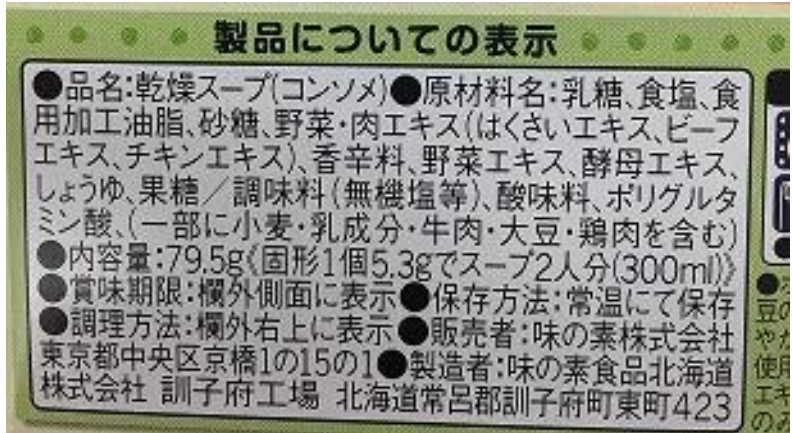 製品についての表示
●品名:乾燥スープ(コンソメ)●原材料名:乳糖、食塩、食
用加工油脂、砂糖、野菜・肉エキス(はくさいエキス、ビーフ
エキス、チキンエキス)、香辛料、野菜エキス、酵母エキス、
しょうゆ、果糖/調味料(無機塩等)、酸味料、ポリグルタ
ミン酸、(一部に小麦・乳成分・牛肉・大豆・鶏肉を含む)
●内容量:79.5g《固形1個5.3gでスープ2人分(300ml)》
●賞味期限:欄外側面に表示●保存方法:常温にて保存
●調理方法:欄外右上に表示●販売者:味の素株式会社
東京都中央区京橋1の15の1●製造者:味の素食品北海道
株式会社 訓子府工場 北海道常呂郡訓子府町東町423
豆の
やか
使用
エキ
のみ